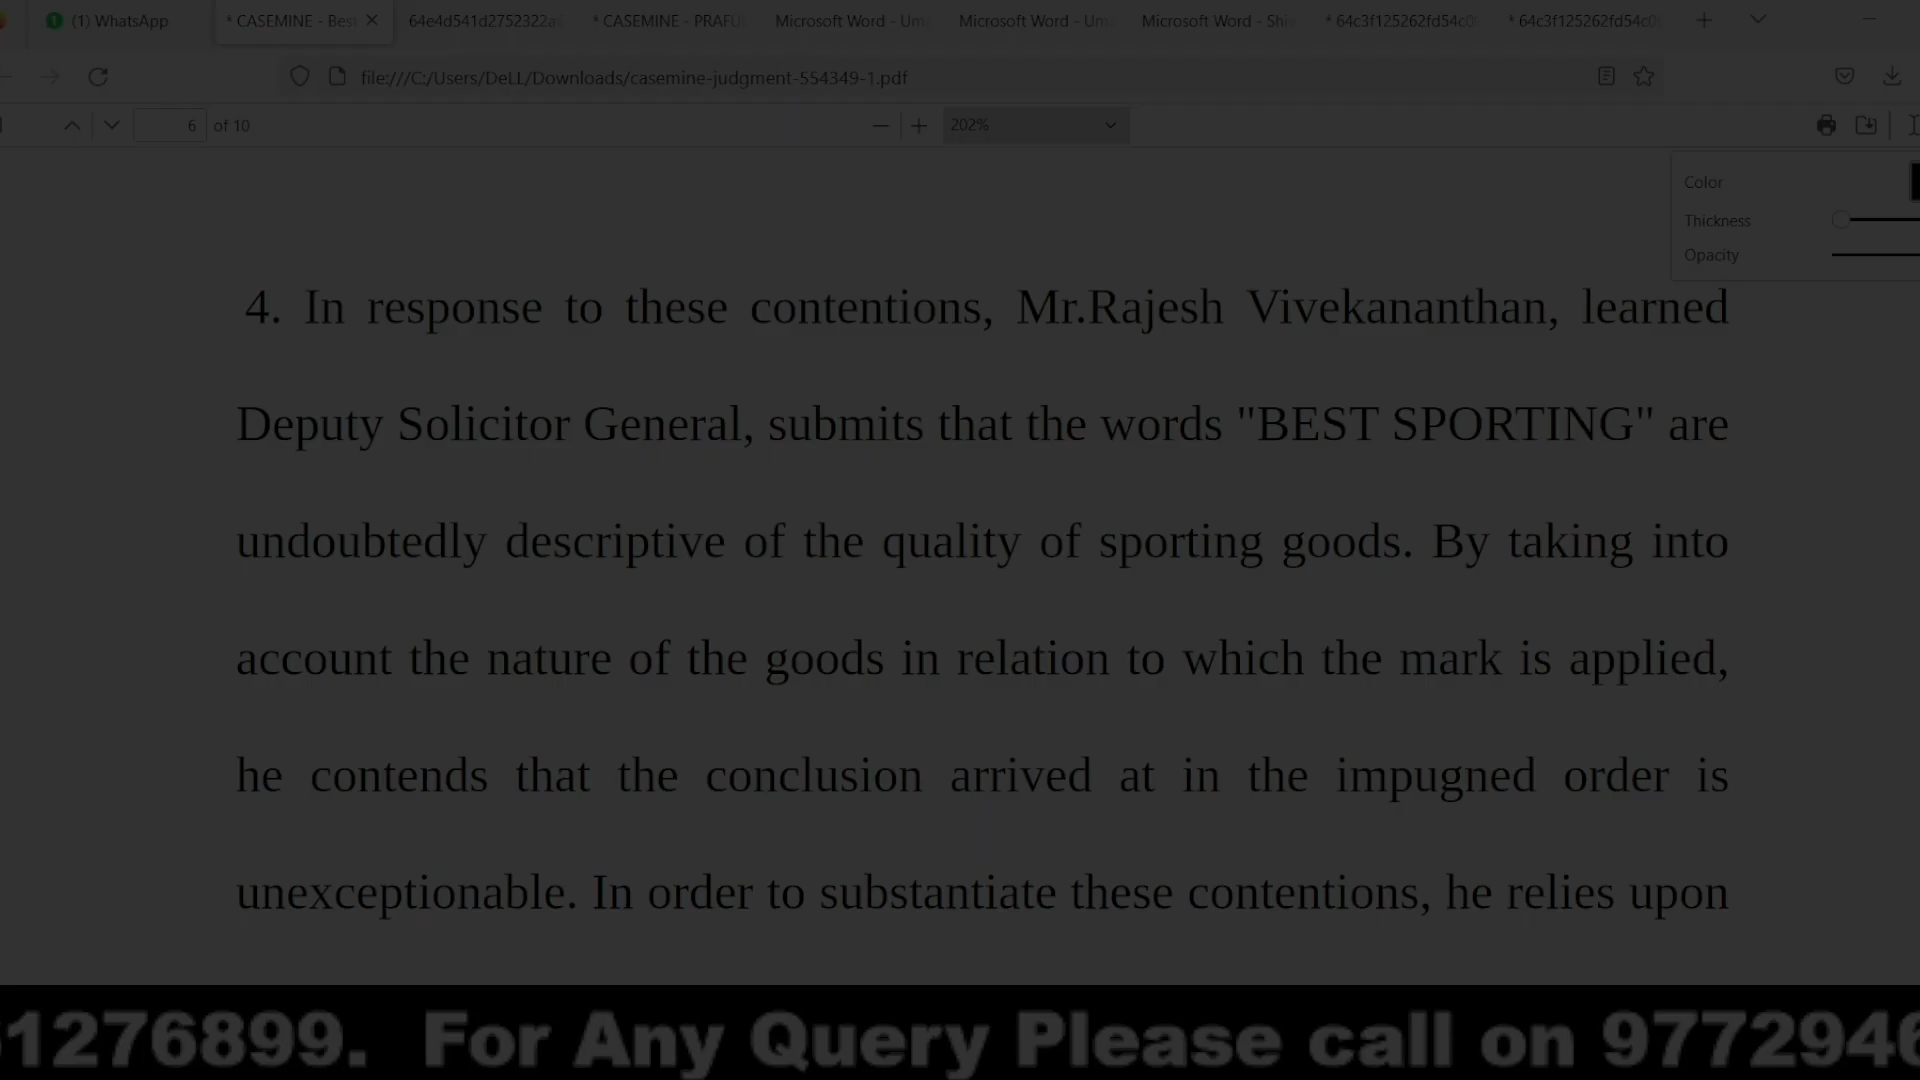 (1) WhatsApp
* CASEMINE - Best
64e4d541d2752322a
* CASEMINE - PRAFU
Microsoft Word - Um
Microsoft Word - Um
Microsoft Word - Shi
* 64c3f125262fd54c0
* 64c3f125262fd54c0
file:///C:/Users/DeLL/Downloads/casemine-judgment-554349-1.pdf
6 of 10
202%
Color
Thickness
Opacity
4. In response to these contentions, Mr.Rajesh Vivekananthan, learned
Deputy Solicitor General, submits that the words "BEST SPORTING" are
undoubtedly descriptive of the quality of sporting goods. By taking into
account the nature of the goods in relation to which the mark is applied,
he contends that the conclusion arrived at in the impugned order is
unexceptionable. In order to substantiate these contentions, he relies upon
1276899. For Any Query Please call on 9772946